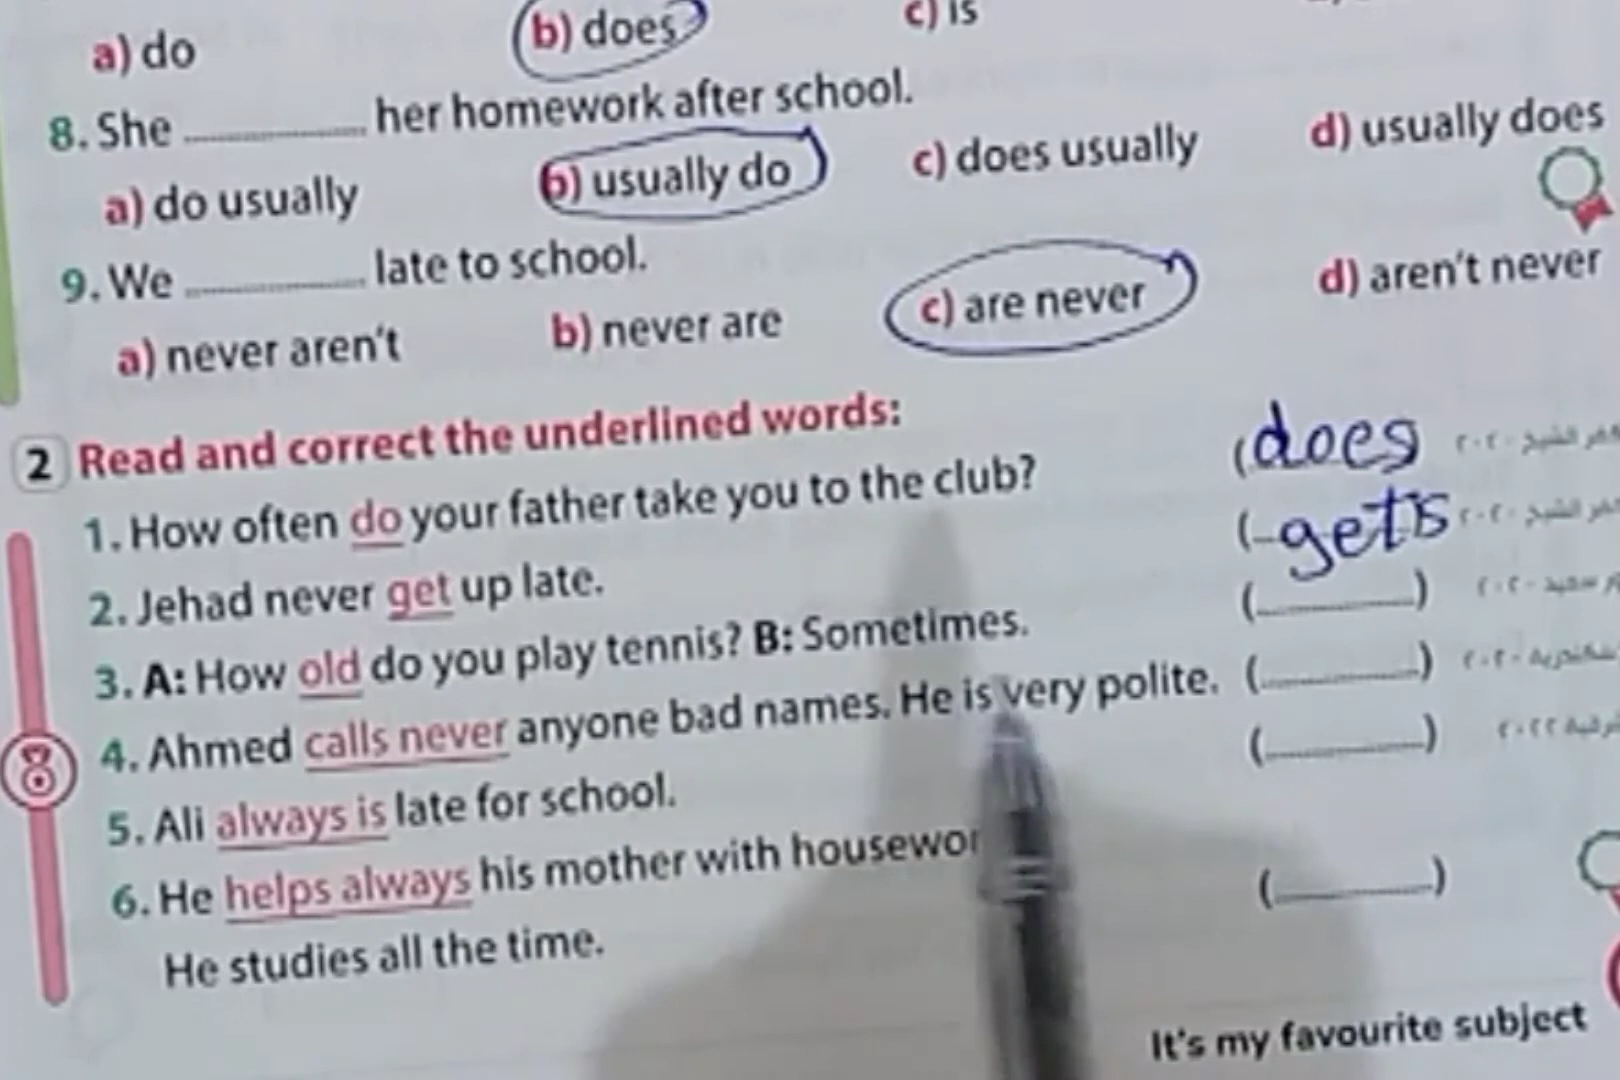 a) do b) does c) is
8. She ________ her homework after school.
a) do usually b) usually do c) does usually d) usually does
9. We ________ late to school.
a) never aren't b) never are c) are never d) aren't never
2 Read and correct the underlined words:
1. How often do your father take you to the club? (does
2. Jehad never get up late. (gets
3. A: How old do you play tennis? B: Sometimes. (________)
4. Ahmed calls never anyone bad names. He is very polite. (________)
5. Ali always is late for school. (________)
6. He helps always his mother with
He studies all the time. (________)
8
It's my favourite subject